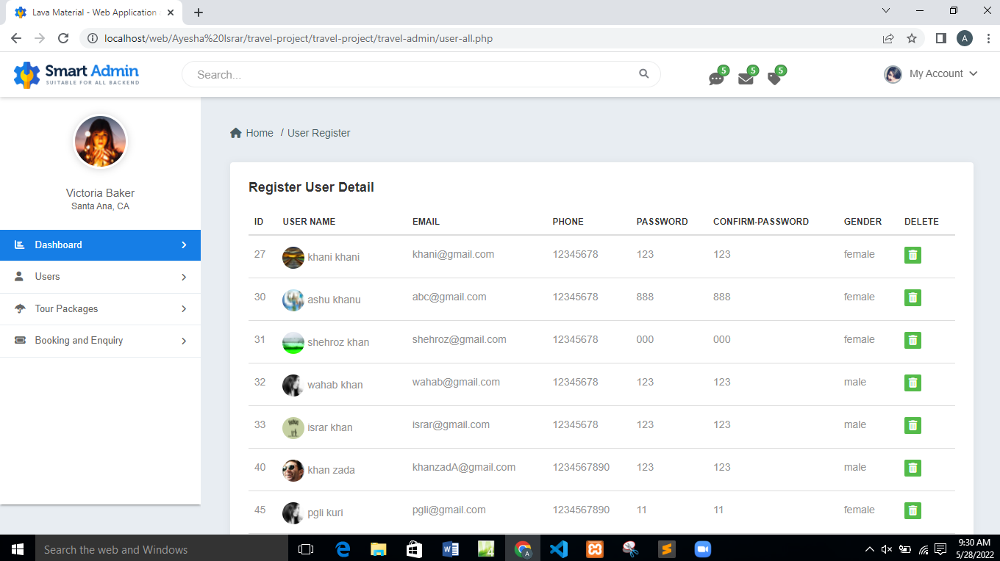 Lava Material - Web Application
localhost/web/Ayesha%20Israr/travel-project/travel-project/travel-admin/user-all.php
A
Smart Admin
SUITABLE FOR ALL BACKEND
Search...
5
5
5
My Account
Victoria Baker
Santa Ana, CA
Dashboard
Users
Tour Packages
Booking and Enquiry
Home / User Register
Register User Detail
ID USER NAME EMAIL PHONE PASSWORD CONFIRM-PASSWORD GENDER DELETE
27 khani khani khani@gmail.com 12345678 123 123 female
30 ashu khanu abc@gmail.com 12345678 888 888 female
31 shehroz khan shehroz@gmail.com 12345678 000 000 female
32 wahab khan wahab@gmail.com 12345678 123 123 male
33 israr khan israr@gmail.com 12345678 123 123 male
40 khan zada khanzadA@gmail.com 1234567890 123 123 male
45 pgli kuri pgli@gmail.com 1234567890 11 11 female
Search the web and Windows
9:30 AM
5/28/2022